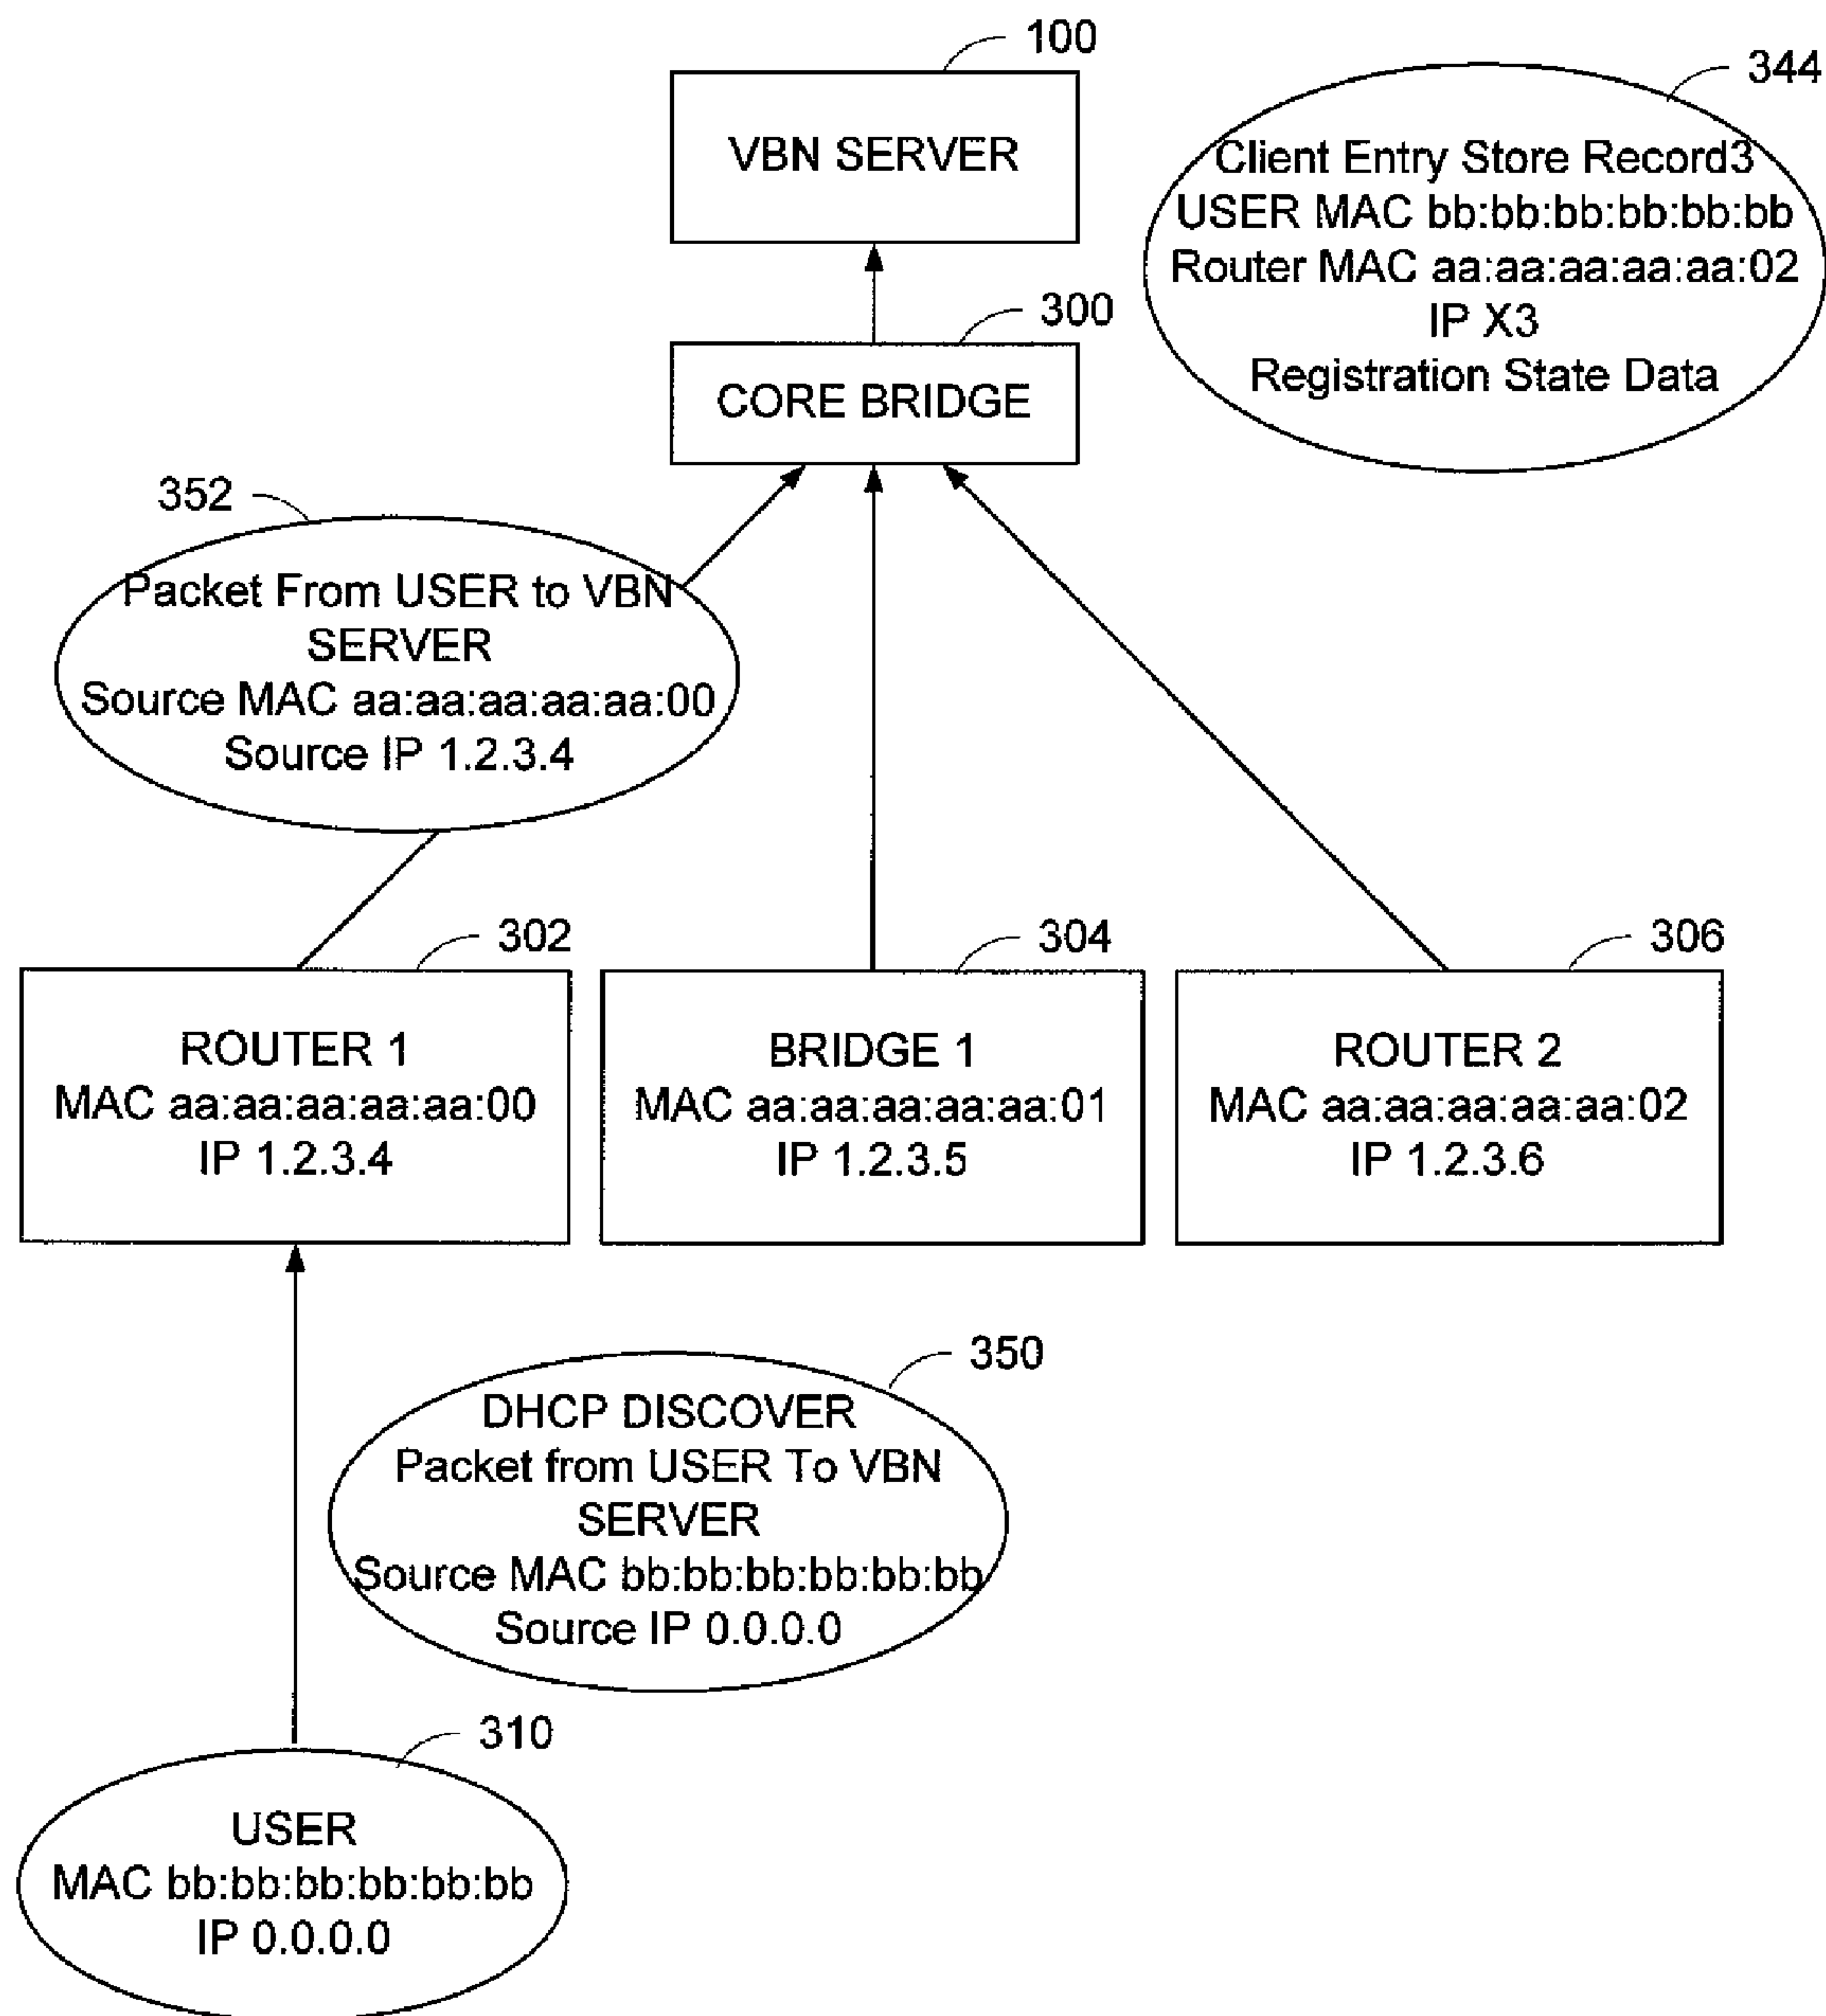 100
VBN SERVER
344
Client Entry Store Record3
USER MAC bb:bb:bb:bb:bb:bb
Router MAC aa:aa:aa:aa:aa:02
IP X3
Registration State Data
300
CORE BRIDGE
352
Packet From USER to VBN
SERVER
Source MAC aa:aa:aa:aa:aa:00
Source IP 1.2.3.4
302
ROUTER 1
MAC aa:aa:aa:aa:aa:00
IP 1.2.3.4
304
BRIDGE 1
MAC aa:aa:aa:aa:aa:01
IP 1.2.3.5
306
ROUTER 2
MAC aa:aa:aa:aa:aa:02
IP 1.2.3.6
350
DHCP DISCOVER
Packet from USER To VBN
SERVER
Source MAC bb:bb:bb:bb:bb:bb
Source IP 0.0.0.0
310
USER
MAC bb:bb:bb:bb:bb:bb
IP 0.0.0.0